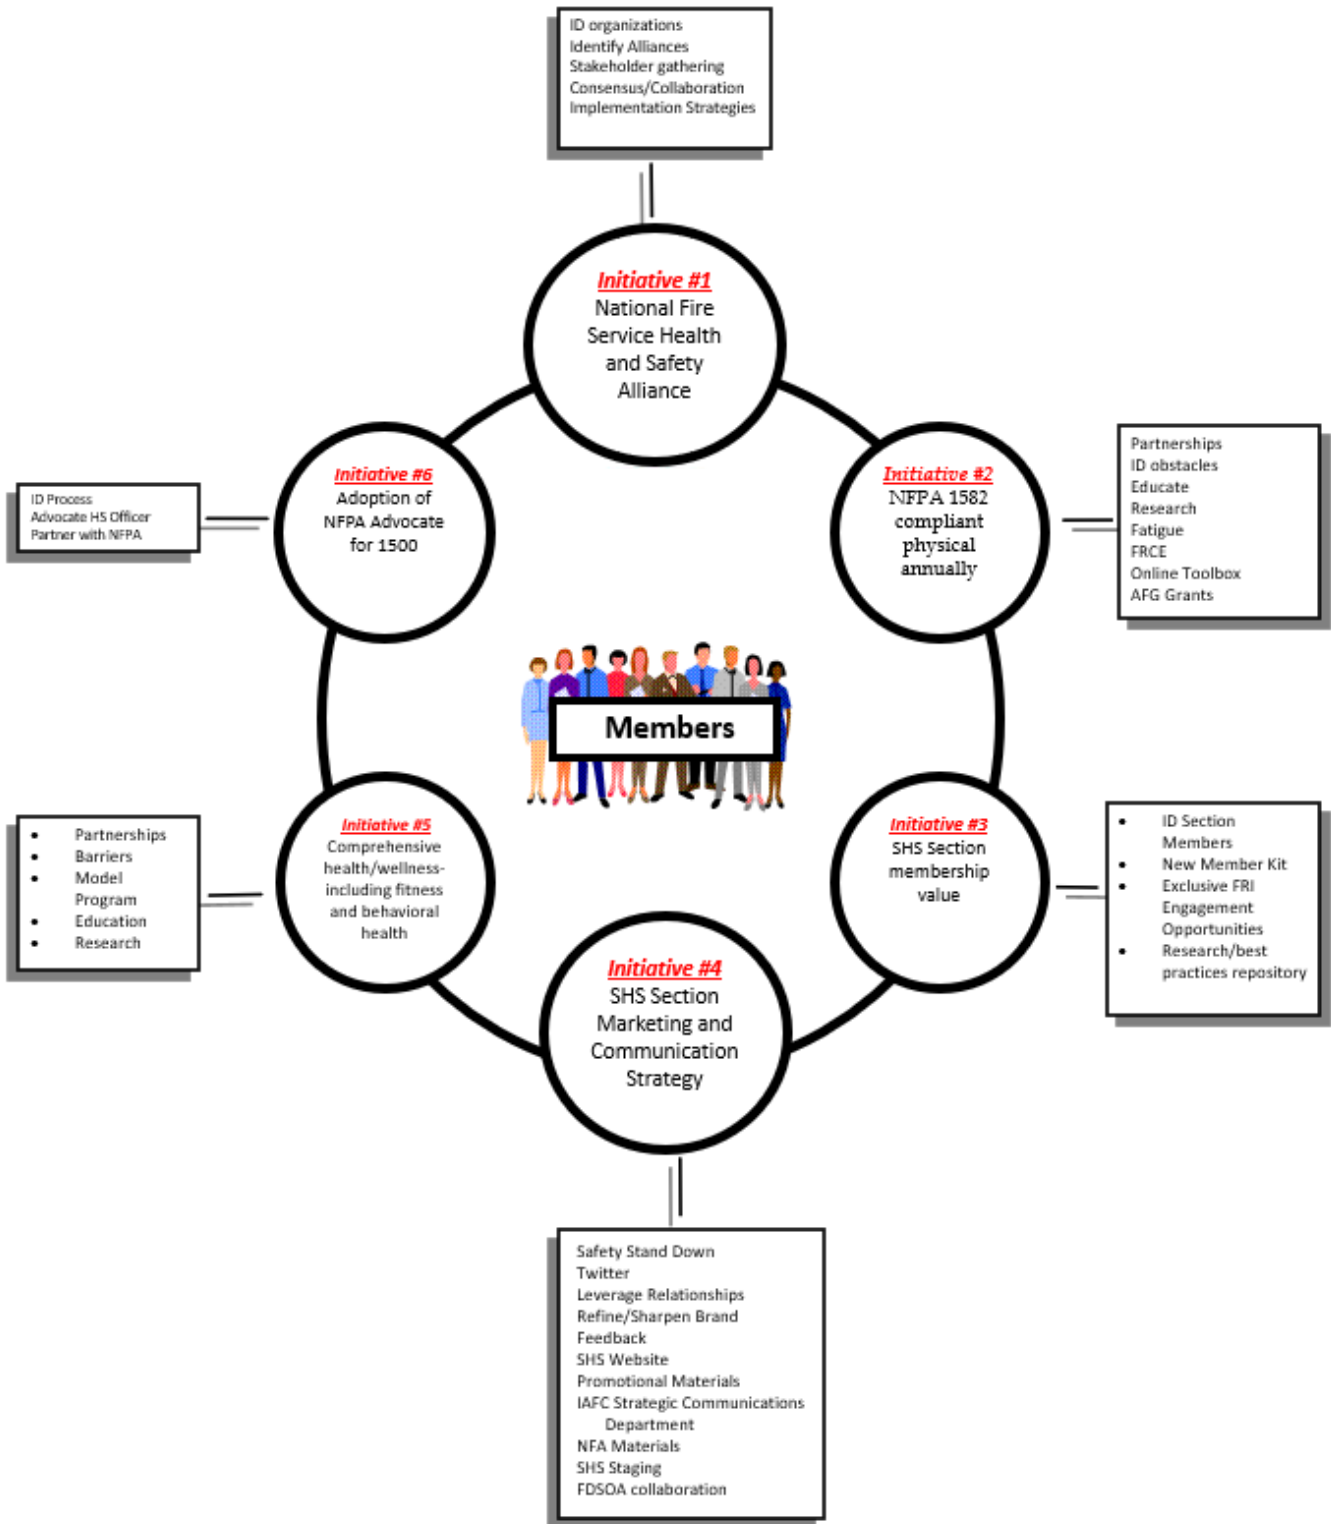 ID organizations
Identify Alliances
Stakeholder gathering
Consensus/Collaboration
Implementation Strategies
Initiative #1
National Fire
Service Health
and Safety
Alliance
Initiative #2
NFPA 1582
compliant
physical
annually
Partnerships
ID obstacles
Educate
Research
Fatigue
FRCE
Online Toolbox
AFG Grants
Initiative #6
Adoption of
NFPA Advocate
for 1500
ID Process
Advocate HS Officer
Partner with NFPA
Members
Initiative #3
SHS Section
membership
value
• ID Section
Members
• New Member Kit
• Exclusive FRI
Engagement
Opportunities
• Research/best
practices repository
Initiative #5
Comprehensive
health/wellness-
including fitness
and behavioral
health
• Partnerships
• Barriers
• Model
Program
• Education
• Research
Initiative #4
SHS Section
Marketing and
Communication
Strategy
Safety Stand Down
Twitter
Leverage Relationships
Refine/Sharpen Brand
Feedback
SHS Website
Promotional Materials
IAFC Strategic Communications
Department
NFA Materials
SHS Staging
FDSOA collaboration